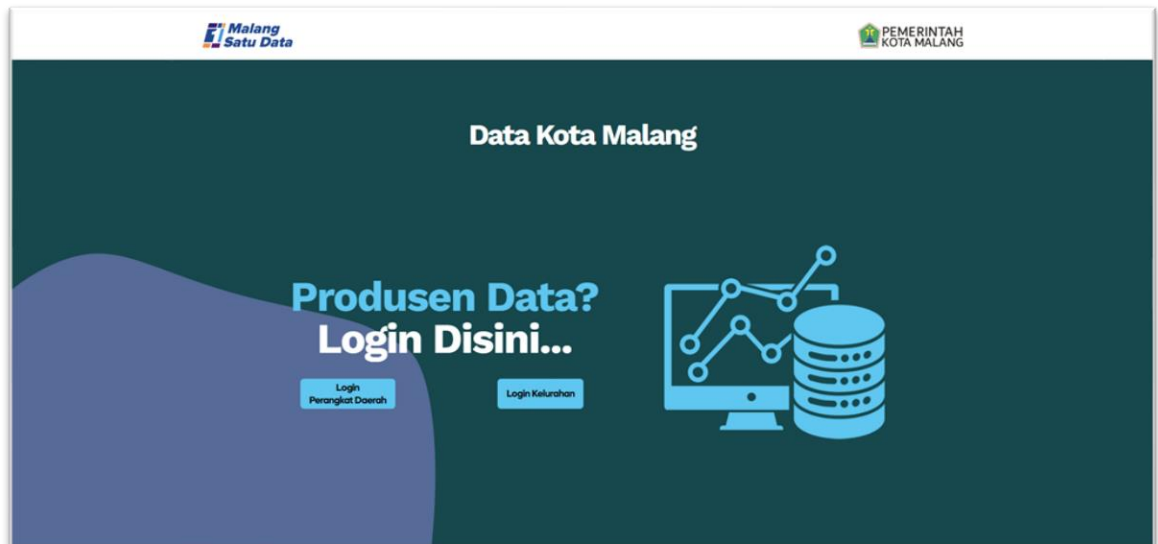 Malang
Satu Data
PEMERINTAH
KOTA MALANG
Data Kota Malang
Produsen Data?
Login Disini...
Login
Perangkat Daerah
Login Kelurahan